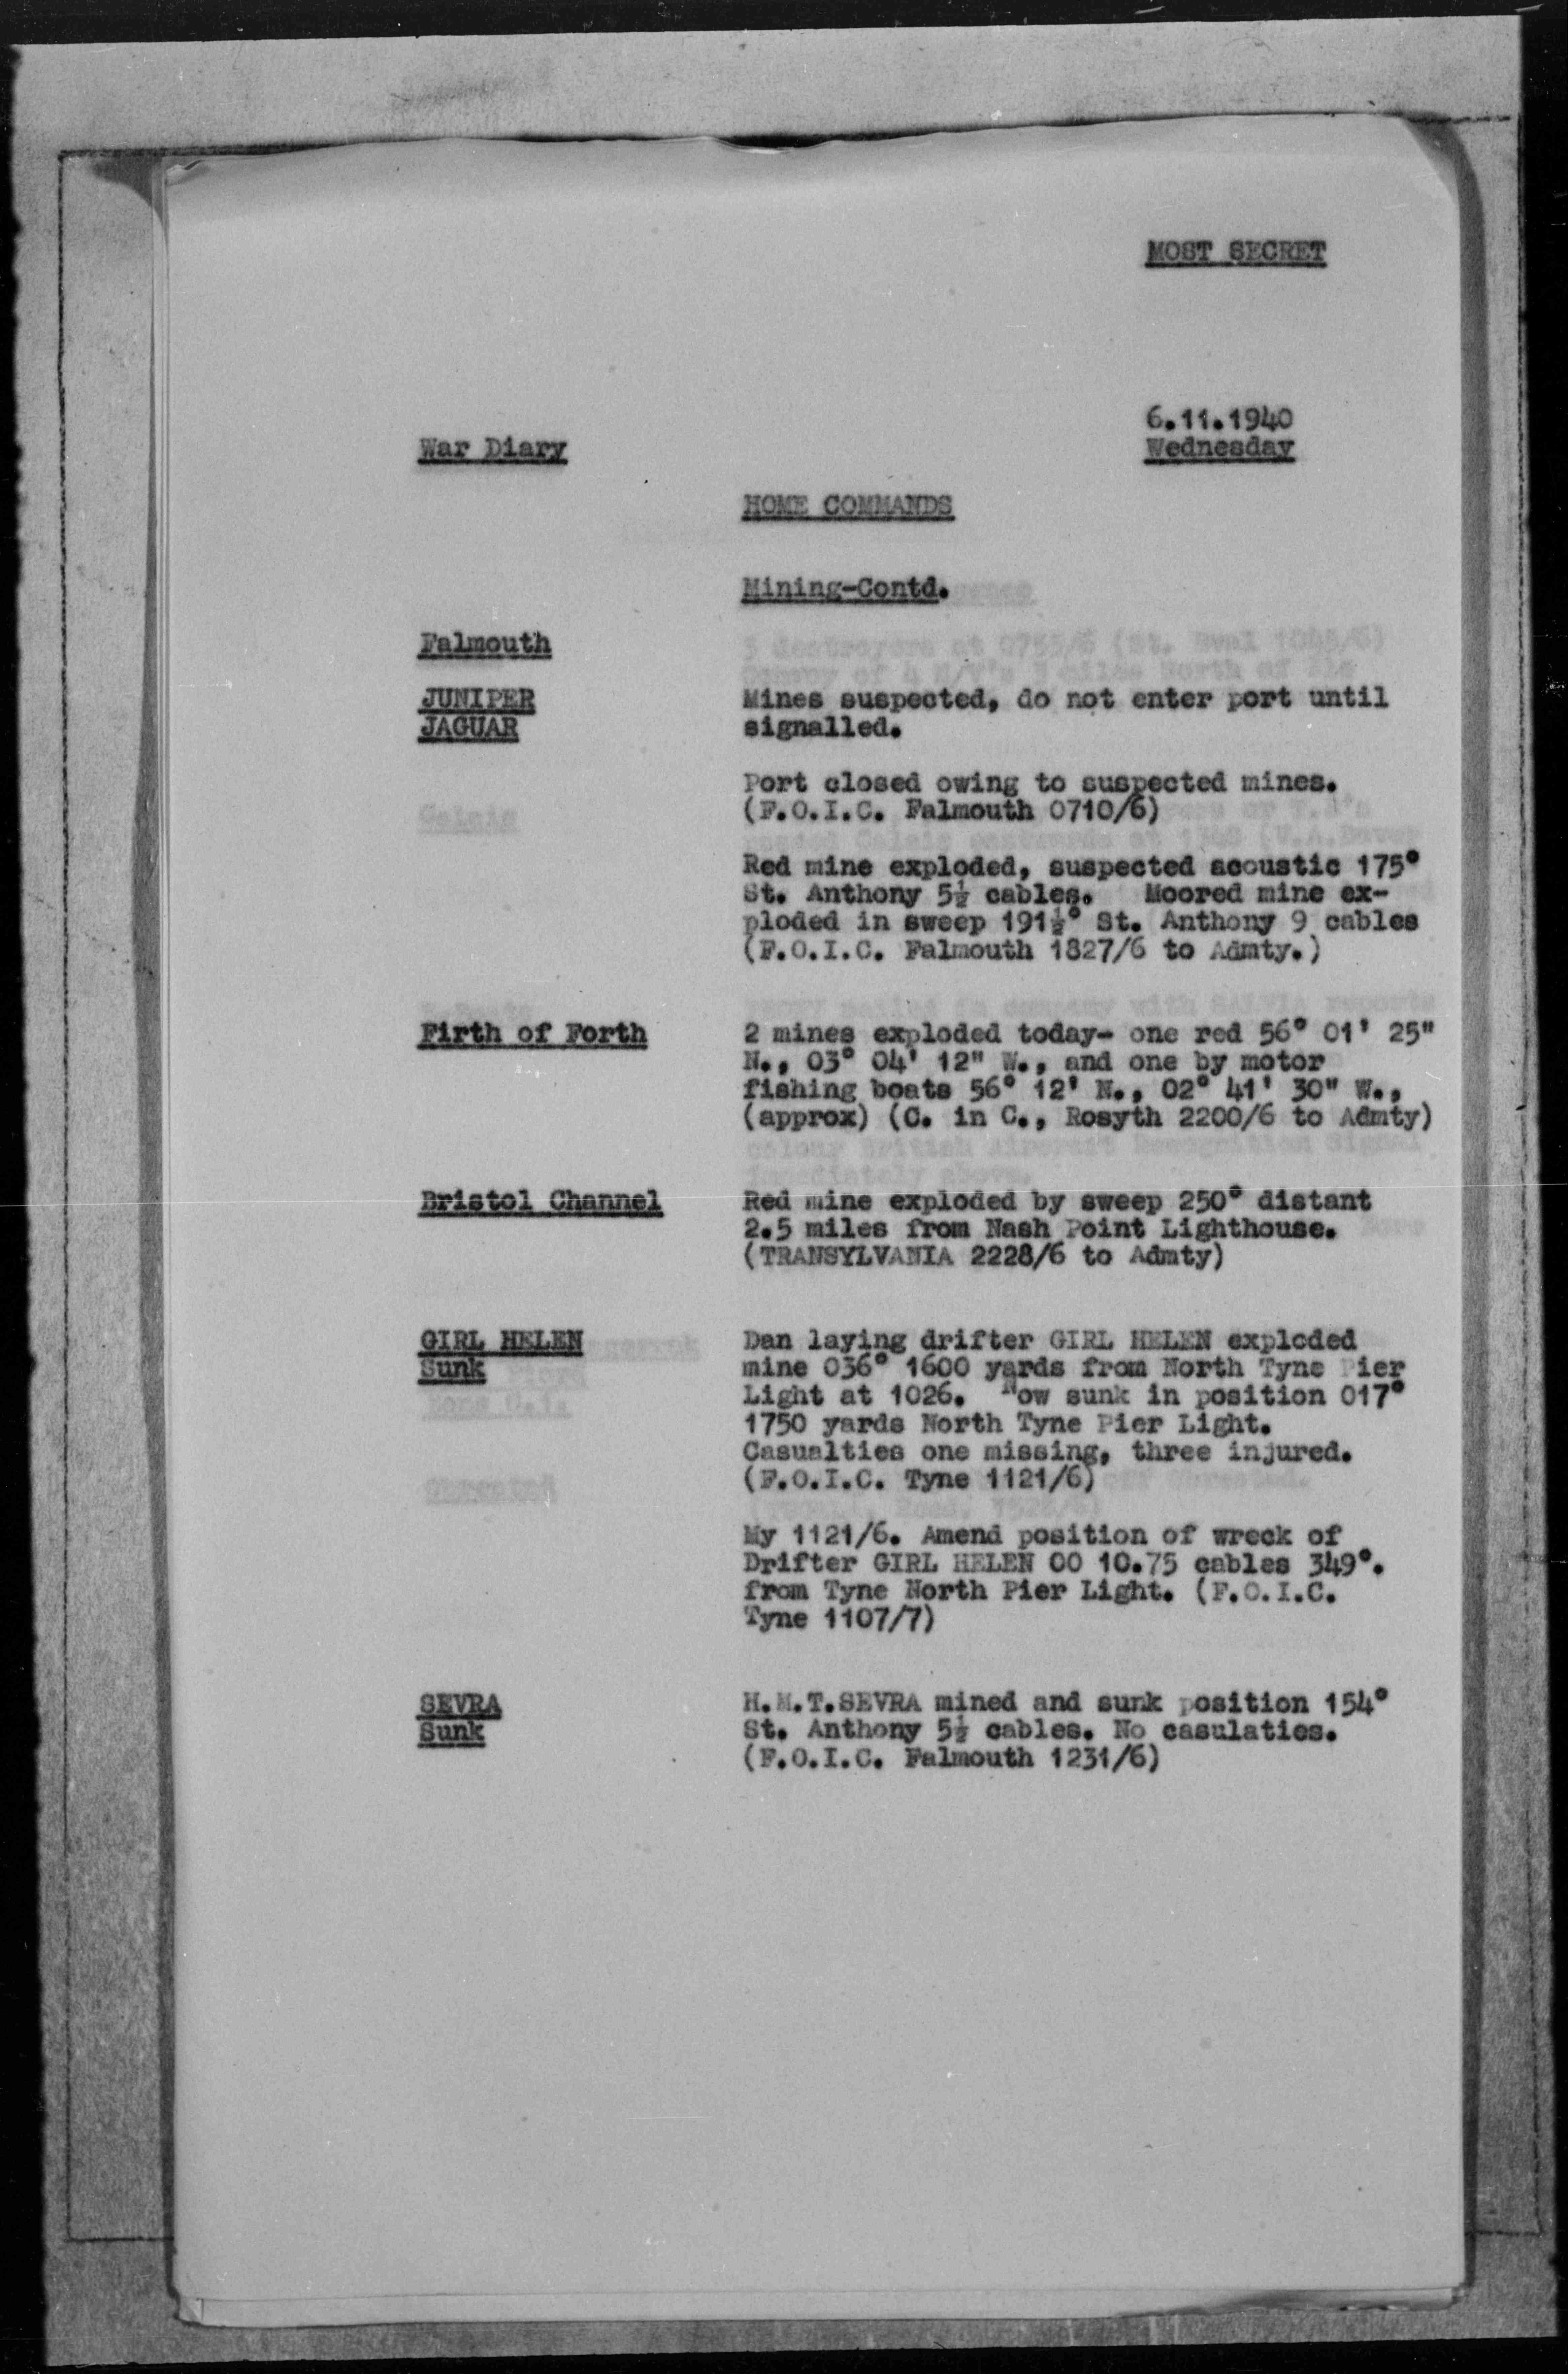 MOST SECRET
6.11.1940
War Diary
Wednesday
HOME COMMANDS
Mining-Contd.
Falmouth
JUNIPER
JAGUAR
Mines suspected, do not enter port until
signalled.
Port closed owing to suspected mines.
(F.O.I.C. Falmouth 0710/6)
Red mine exploded, suspected acoustic 175°
St. Anthony 5½ cables. Moored mine ex-
ploded in sweep 191½° St. Anthony 9 cables
(F.O.I.C. Falmouth 1827/6 to Admty.)
Firth of Forth
2 mines exploded today- one red 56° 01' 25"
N., 03° 04' 12" W., and one by motor
fishing boats 56° 12' N., 02° 41' 30" W.,
(approx) (C. in C., Rosyth 2200/6 to Admty)
Bristol Channel
Red mine exploded by sweep 250° distant
2.5 miles from Nash Point Lighthouse.
(TRANSYLVANIA 2228/6 to Admty)
GIRL HELEN
Sunk
Dan laying drifter GIRL HELEN exploded
mine 036° 1600 yards from North Tyne Pier
Light at 1026. Now sunk in position 017°
1750 yards North Tyne Pier Light.
Casualties one missing, three injured.
(F.O.I.C. Tyne 1121/6)
My 1121/6. Amend position of wreck of
Drifter GIRL HELEN 00 10.75 cables 349°.
from Tyne North Pier Light. (F.O.I.C.
Tyne 1107/7)
SEVRA
Sunk
H.M.T.SEVRA mined and sunk position 154°
St. Anthony 5½ cables. No casulaties.
(F.O.I.C. Falmouth 1231/6)